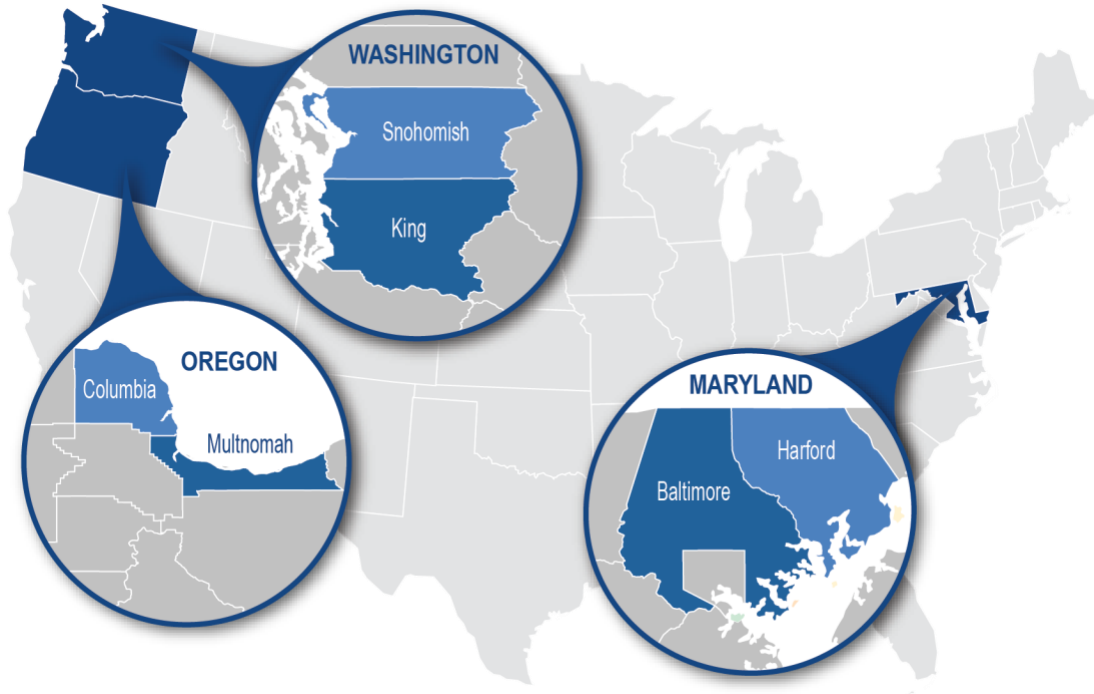 WASHINGTON
Snohomish
King
OREGON
Columbia
Multnomah
MARYLAND
Harford
Baltimore